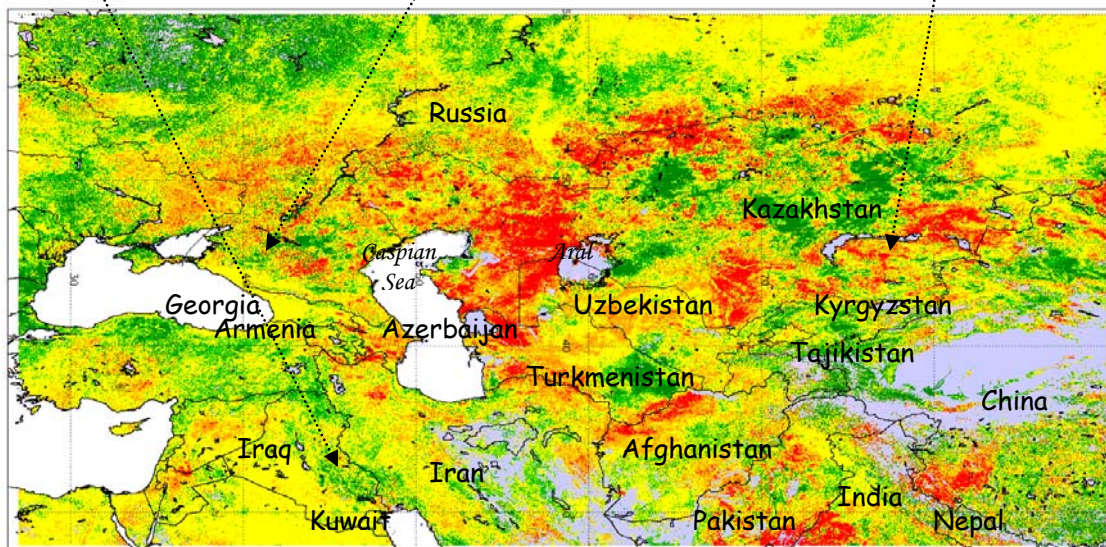 Russia
Kazakhstan
Caspian
Sea
Aral
Georgia
Uzbekistan
Kyrgyzstan
Armenia
Azerbaijan
Tajikistan
Turkmenistan
China
Iraq
Iran
Afghanistan
India
Kuwait
Pakistan
Nepal